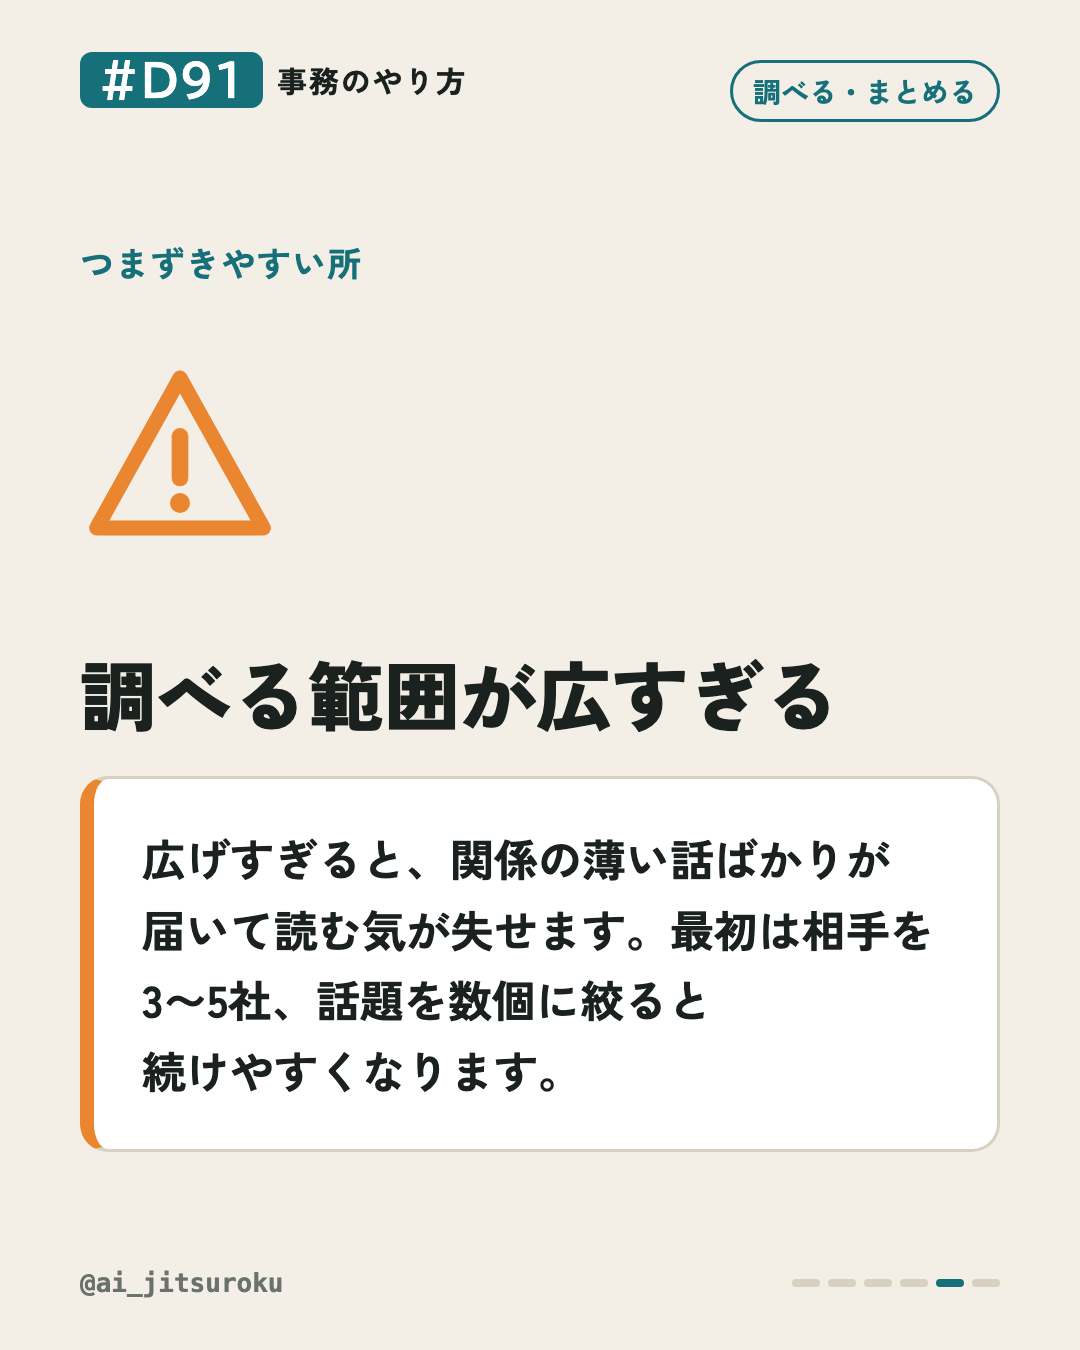 #D91 事務のやり方
調べる・まとめる
つまずきやすい所
調べる範囲が広すぎる
広げすぎると、関係の薄い話ばかりが
届いて読む気が失せます。最初は相手を
3〜5社、話題を数個に絞ると
続けやすくなります。
@ai_jitsuroku